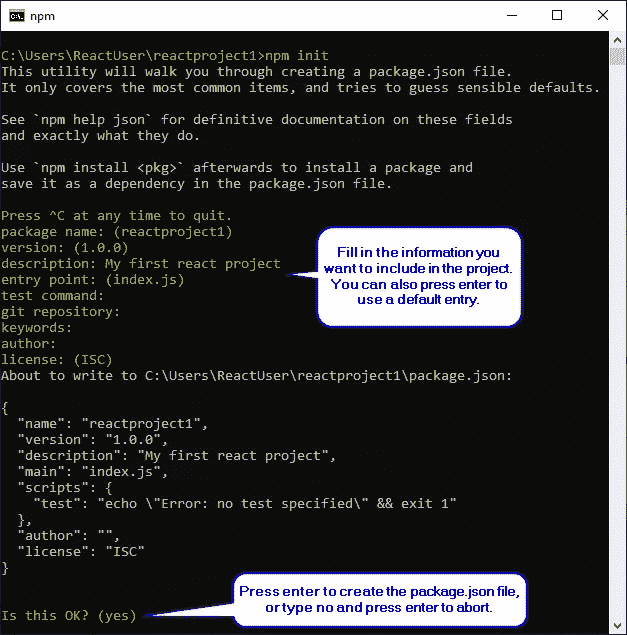 npm
C:\Users\ReactUser\reactproject1>npm init
This utility will walk you through creating a package.json file.
It only covers the most common items, and tries to guess sensible defaults.
See `npm help json` for definitive documentation on these fields
and exactly what they do.
Use `npm install <pkg>` afterwards to install a package and
save it as a dependency in the package.json file.
Press ^C at any time to quit.
package name: (reactproject1)
version: (1.0.0)
description: My first react project
entry point: (index.js)
test command:
git repository:
keywords:
author:
license: (ISC)
Fill in the information you
want to include in the project.
You can also press enter to
use a default entry.
About to write to C:\Users\ReactUser\reactproject1\package.json:
{
  "name": "reactproject1",
  "version": "1.0.0",
  "description": "My first react project",
  "main": "index.js",
  "scripts": {
    "test": "echo \"Error: no test specified\" && exit 1"
  },
  "author": "",
  "license": "ISC"
}
Is this OK? (yes)
Press enter to create the package.json file,
or type no and press enter to abort.